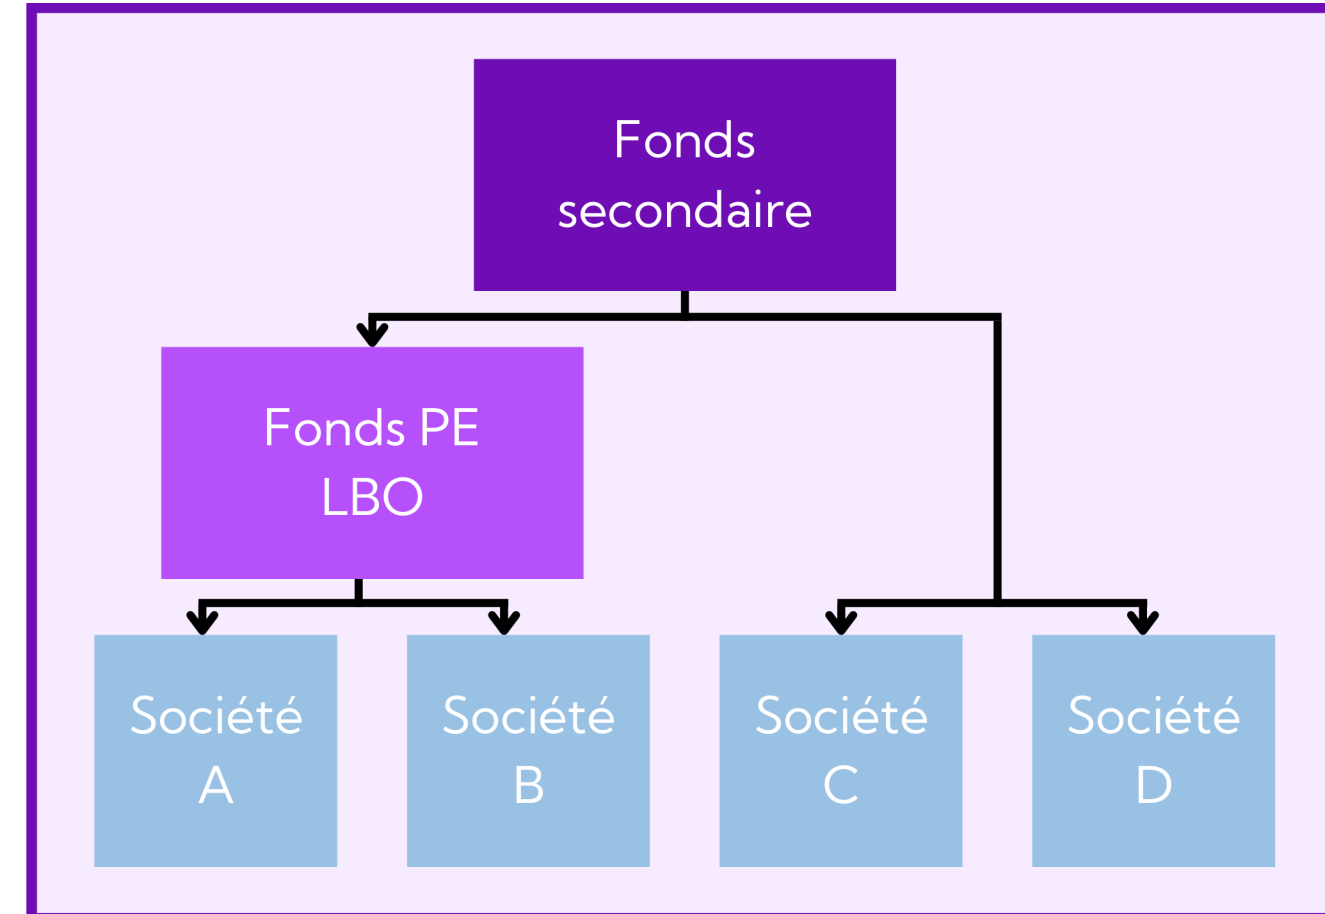 Fonds
secondaire
Fonds PE
LBO
Société
A
Société
B
Société
C
Société
D